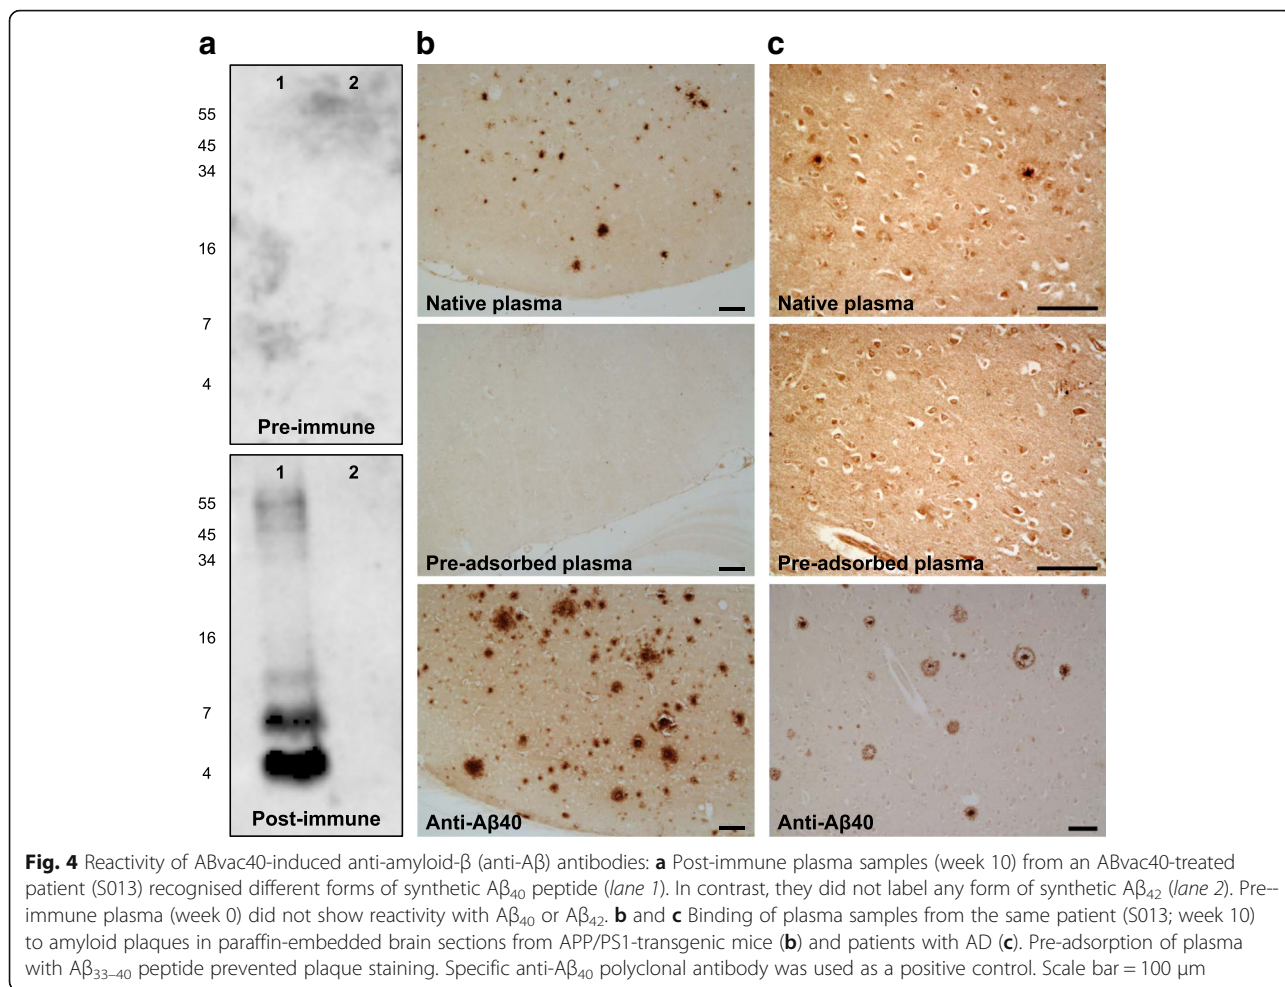 a
b
c
1 2
55
45
34
16
7
4
Pre-immune
1 2
55
45
34
16
7
4
Post-immune
Native plasma
Pre-adsorbed plasma
Anti-Aβ40
Native plasma
Pre-adsorbed plasma
Anti-Aβ40
Fig. 4 Reactivity of ABvac40-induced anti-amyloid-β (anti-Aβ) antibodies: a Post-immune plasma samples (week 10) from an ABvac40-treated
patient (S013) recognised different forms of synthetic Aβ40 peptide (lane 1). In contrast, they did not label any form of synthetic Aβ42 (lane 2). Pre--
immune plasma (week 0) did not show reactivity with Aβ40 or Aβ42. b and c Binding of plasma samples from the same patient (S013; week 10)
to amyloid plaques in paraffin-embedded brain sections from APP/PS1-transgenic mice (b) and patients with AD (c). Pre-adsorption of plasma
with Aβ33–40 peptide prevented plaque staining. Specific anti-Aβ40 polyclonal antibody was used as a positive control. Scale bar = 100 μm